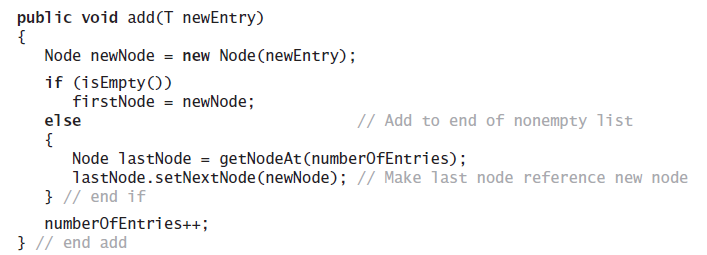 public void add(T newEntry)
{
Node newNode = new Node(newEntry);
if (isEmpty())
firstNode = newNode;
else // Add to end of nonempty list
{
Node lastNode = getNodeAt(numberOfEntries);
lastNode.setNextNode(newNode); // Make last node reference new node
} // end if
numberOfEntries++;
} // end add